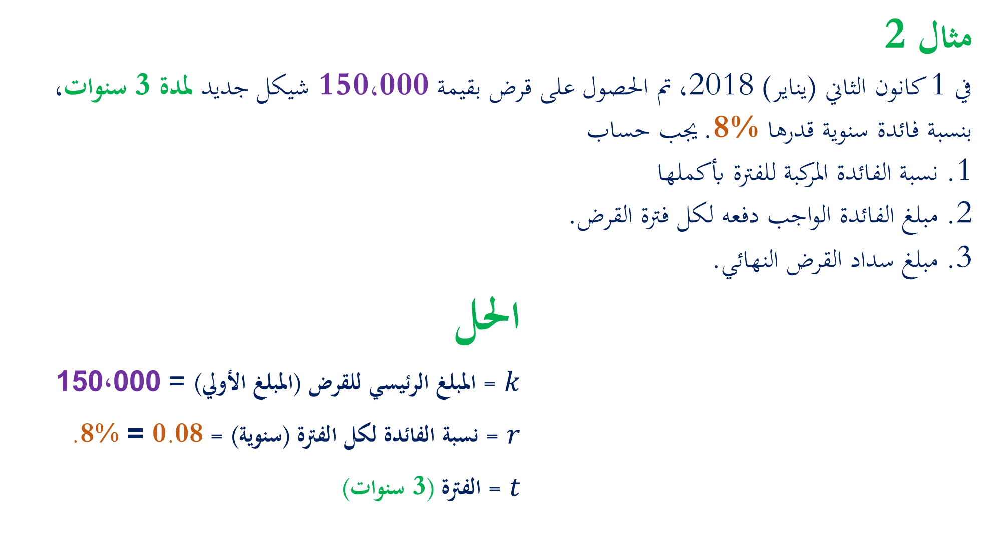 مثال 2
في 1 كانون الثاني (يناير) 2018، تم الحصول على قرض بقيمة 150،000 شيكل جديد لمدة 3 سنوات،
بنسبة فائدة سنوية قدرها 8%. يجب حساب
1. نسبة الفائدة المركبة للفترة بأكملها
2. مبلغ الفائدة الواجب دفعه لكل فترة القرض.
3. مبلغ سداد القرض النهائي.
الحل
k = المبلغ الرئيسي للقرض (المبلغ الأولي) = 150،000
r = نسبة الفائدة لكل الفترة (سنوية) = 0.08 = 8%.
t = الفترة (3 سنوات)